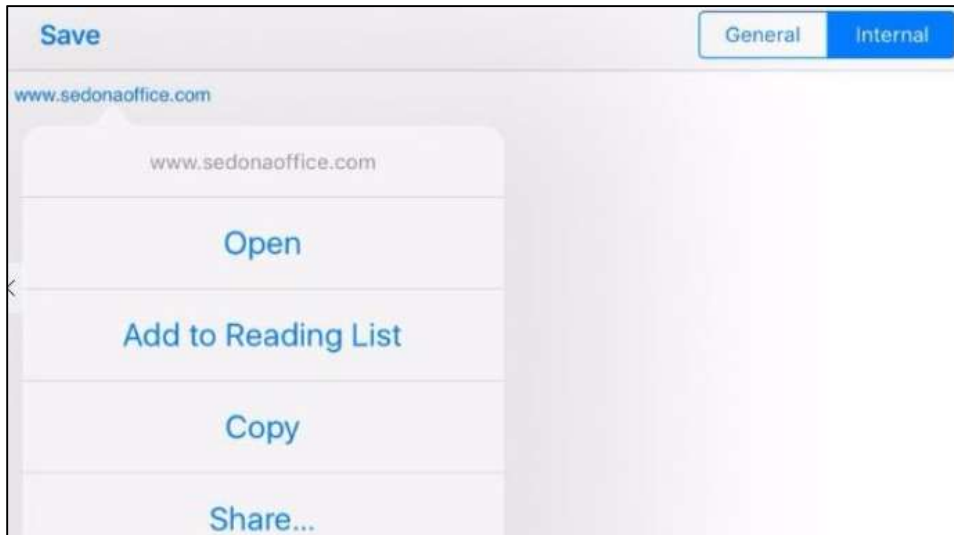 Save General Internal
www.sedonaoffice.com
www.sedonaoffice.com
Open
Add to Reading List
Copy
Share...